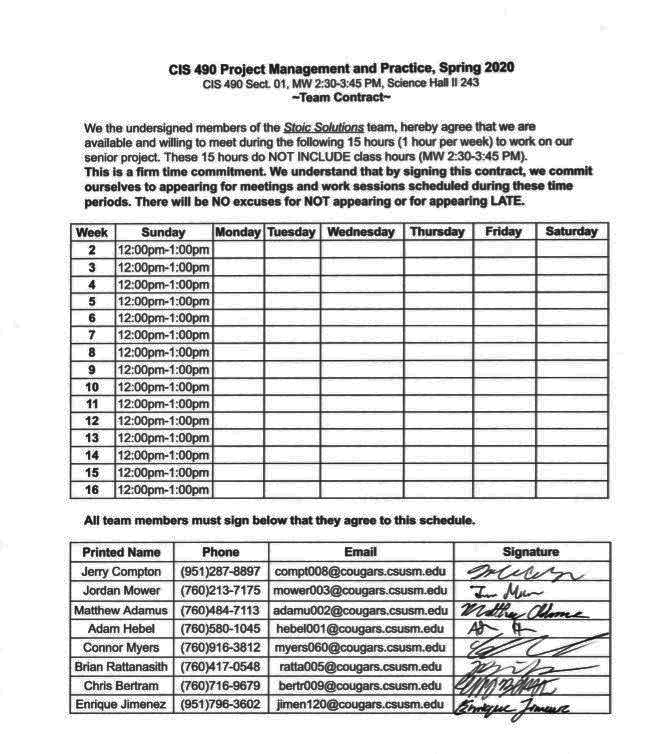 CIS 490 Project Management and Practice, Spring 2020
CIS 490 Sect. 01, MW 2:30-3:45 PM, Science Hall II 243
~Team Contract~
We the undersigned members of the Stoic Solutions team, hereby agree that we are
available and willing to meet during the following 15 hours (1 hour per week) to work on our
senior project. These 15 hours do NOT INCLUDE class hours (MW 2:30-3:45 PM).
This is a firm time commitment. We understand that by signing this contract, we commit
ourselves to appearing for meetings and work sessions scheduled during these time
periods. There will be NO excuses for NOT appearing or for appearing LATE.
Week Sunday Monday Tuesday Wednesday Thursday Friday Saturday
2 12:00pm-1:00pm
3 12:00pm-1:00pm
4 12:00pm-1:00pm
5 12:00pm-1:00pm
6 12:00pm-1:00pm
7 12:00pm-1:00pm
8 12:00pm-1:00pm
9 12:00pm-1:00pm
10 12:00pm-1:00pm
11 12:00pm-1:00pm
12 12:00pm-1:00pm
13 12:00pm-1:00pm
14 12:00pm-1:00pm
15 12:00pm-1:00pm
16 12:00pm-1:00pm
All team members must sign below that they agree to this schedule.
Printed Name Phone Email Signature
Jerry Compton (951)287-8897 compt008@cougars.csusm.edu
Jordan Mower (760)213-7175 mower003@cougars.csusm.edu
Matthew Adamus (760)484-7113 adamu002@cougars.csusm.edu
Adam Hebel (760)580-1045 hebel001@cougars.csusm.edu
Connor Myers (760)916-3812 myers060@cougars.csusm.edu
Brian Rattanasith (760)417-0548 ratta005@cougars.csusm.edu
Chris Bertram (760)716-9679 bertr009@cougars.csusm.edu
Enrique Jimenez (951)796-3602 jimen120@cougars.csusm.edu Enrique Jimenez